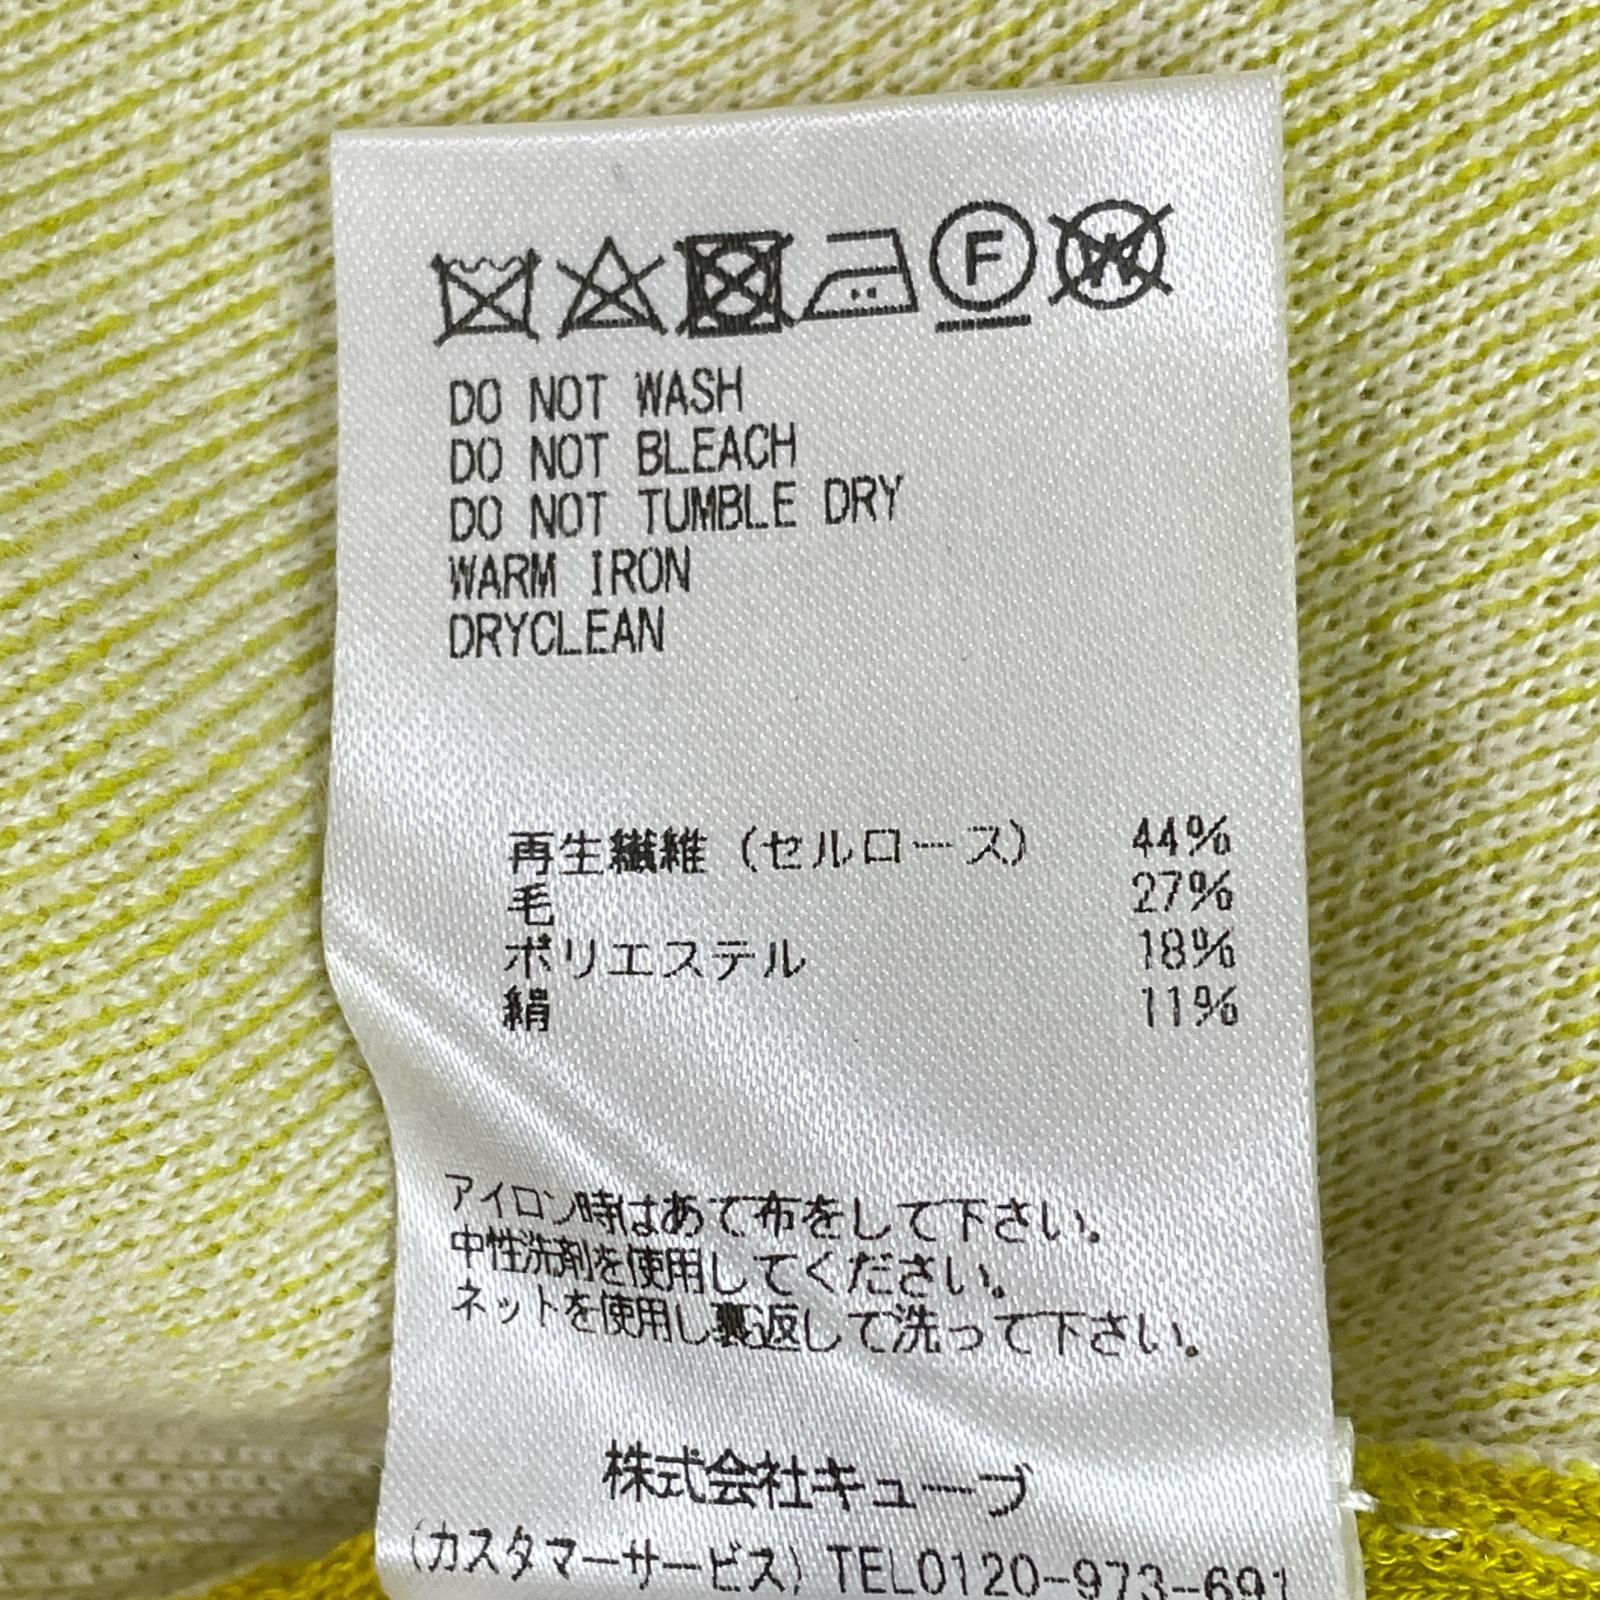 F
W
DO NOT WASH
DO NOT BLEACH
DO NOT TUMBLE DRY
WARM IRON
DRYCLEAN
再生繊維（セルロース） 44%
毛 27%
ポリエステル 18%
絹 11%
アイロン時はあて布をして下さい。
中性洗剤を使用してください。
ネットを使用し裏返して洗って下さい。
株式会社キューブ
(カスタマーサービス) TEL0120-973-691